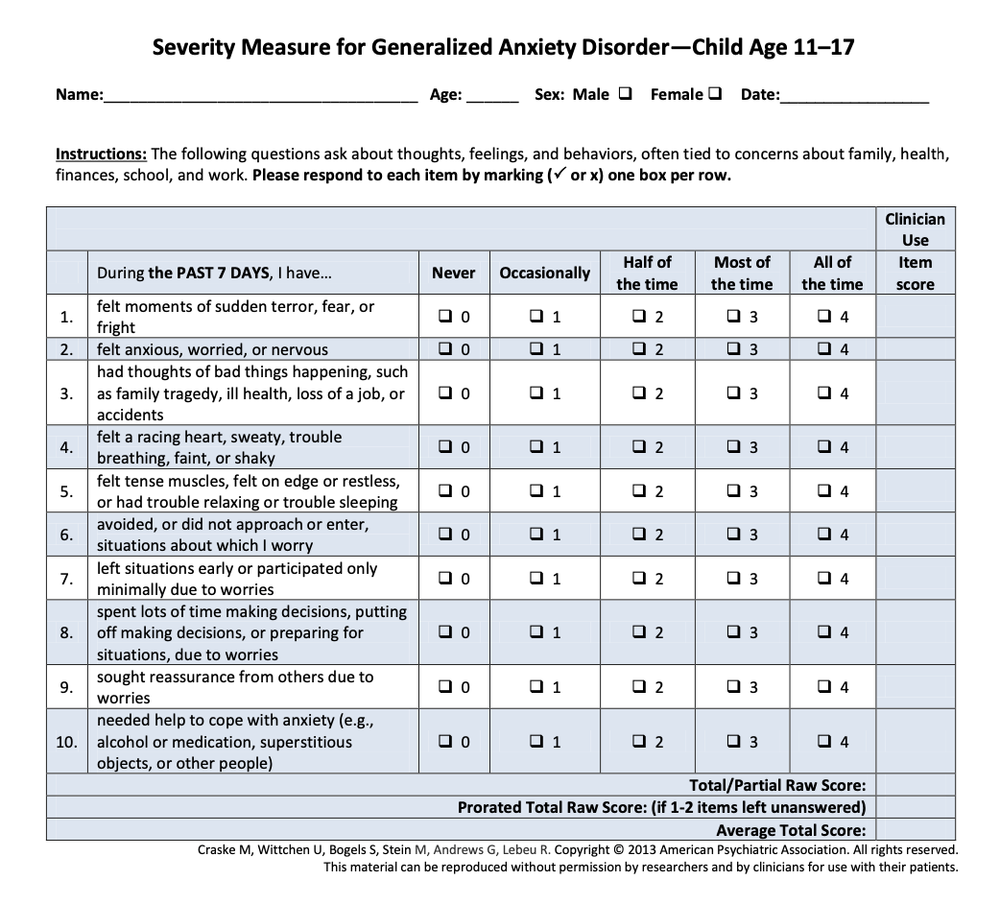 Severity Measure for Generalized Anxiety Disorder—Child Age 11–17
Name:__________________________________ Age: ______ Sex: Male ❑ Female ❑ Date:________________
Instructions: The following questions ask about thoughts, feelings, and behaviors, often tied to concerns about family, health,
finances, school, and work. Please respond to each item by marking (✓ or x) one box per row.
Clinician
Use
During the PAST 7 DAYS, I have… Never Occasionally Half of
the time Most of
the time All of
the time Item
score
1. felt moments of sudden terror, fear, or
fright ❑ 0 ❑ 1 ❑ 2 ❑ 3 ❑ 4
2. felt anxious, worried, or nervous ❑ 0 ❑ 1 ❑ 2 ❑ 3 ❑ 4
3. had thoughts of bad things happening, such
as family tragedy, ill health, loss of a job, or
accidents ❑ 0 ❑ 1 ❑ 2 ❑ 3 ❑ 4
4. felt a racing heart, sweaty, trouble
breathing, faint, or shaky ❑ 0 ❑ 1 ❑ 2 ❑ 3 ❑ 4
5. felt tense muscles, felt on edge or restless,
or had trouble relaxing or trouble sleeping ❑ 0 ❑ 1 ❑ 2 ❑ 3 ❑ 4
6. avoided, or did not approach or enter,
situations about which I worry ❑ 0 ❑ 1 ❑ 2 ❑ 3 ❑ 4
7. left situations early or participated only
minimally due to worries ❑ 0 ❑ 1 ❑ 2 ❑ 3 ❑ 4
8. spent lots of time making decisions, putting
off making decisions, or preparing for
situations, due to worries ❑ 0 ❑ 1 ❑ 2 ❑ 3 ❑ 4
9. sought reassurance from others due to
worries ❑ 0 ❑ 1 ❑ 2 ❑ 3 ❑ 4
10. needed help to cope with anxiety (e.g.,
alcohol or medication, superstitious
objects, or other people) ❑ 0 ❑ 1 ❑ 2 ❑ 3 ❑ 4
Total/Partial Raw Score:
Prorated Total Raw Score: (if 1-2 items left unanswered)
Average Total Score:
Craske M, Wittchen U, Bogels S, Stein M, Andrews G, Lebeu R. Copyright © 2013 American Psychiatric Association. All rights reserved.
This material can be reproduced without permission by researchers and by clinicians for use with their patients.